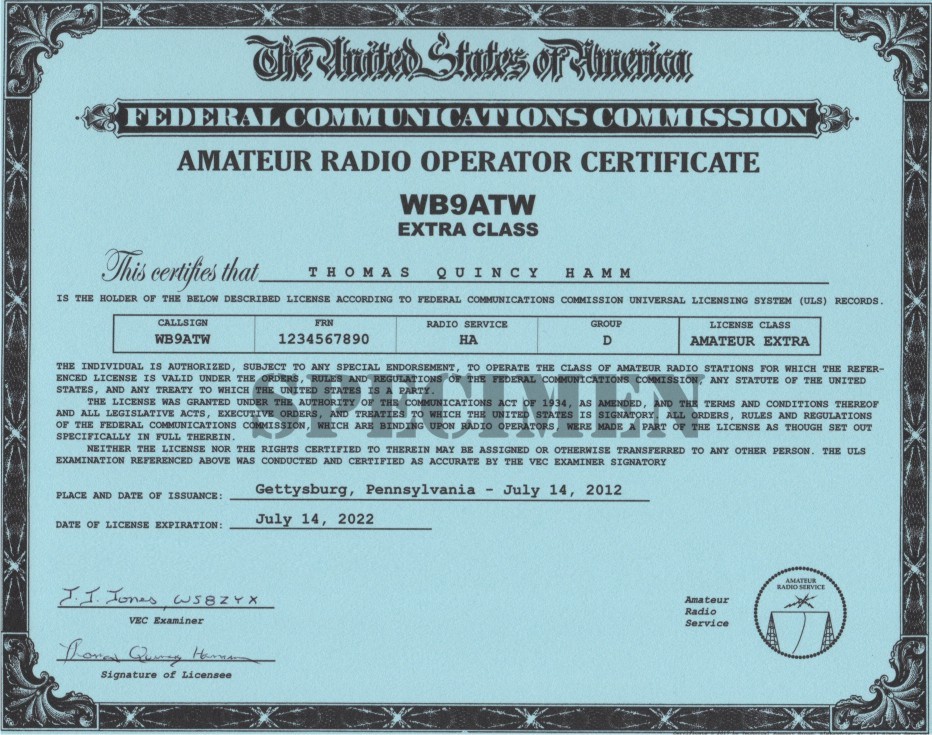 The United States of America
FEDERAL COMMUNICATIONS COMMISSION
AMATEUR RADIO OPERATOR CERTIFICATE
WB9ATW
EXTRA CLASS
This certifies that THOMAS QUINCY HAMM
IS THE HOLDER OF THE BELOW DESCRIBED LICENSE ACCORDING TO FEDERAL COMMUNICATIONS COMMISSION UNIVERSAL LICENSING SYSTEM (ULS) RECORDS.
CALLSIGN FRN RADIO SERVICE GROUP LICENSE CLASS
WB9ATW 1234567890 HA D AMATEUR EXTRA
THE INDIVIDUAL IS AUTHORIZED, SUBJECT TO ANY SPECIAL ENDORSEMENT, TO OPERATE THE CLASS OF AMATEUR RADIO STATIONS FOR WHICH THE REFER-
ENCED LICENSE IS VALID UNDER THE ORDERS, RULES AND REGULATIONS OF THE FEDERAL COMMUNICATIONS COMMISSION, ANY STATUTE OF THE UNITED
STATES, AND ANY TREATY TO WHICH THE UNITED STATES IS A PARTY.
THE LICENSE WAS GRANTED UNDER THE AUTHORITY OF THE COMMUNICATIONS ACT OF 1934, AS AMENDED, AND THE TERMS AND CONDITIONS THEREOF
AND ALL LEGISLATIVE ACTS, EXECUTIVE ORDERS, AND TREATIES TO WHICH THE UNITED STATES IS SIGNATORY. ALL ORDERS, RULES AND REGULATIONS
OF THE FEDERAL COMMUNICATIONS COMMISSION, WHICH ARE BINDING UPON RADIO OPERATORS, WERE MADE A PART OF THE LICENSE AS THOUGH SET OUT
SPECIFICALLY IN FULL THEREIN.
SPECIMEN
NEITHER THE LICENSE NOR THE RIGHTS CERTIFIED TO THEREIN MAY BE ASSIGNED OR OTHERWISE TRANSFERRED TO ANY OTHER PERSON. THE ULS
EXAMINATION REFERENCED ABOVE WAS CONDUCTED AND CERTIFIED AS ACCURATE BY THE VEC EXAMINER SIGNATORY
PLACE AND DATE OF ISSUANCE: Gettysburg, Pennsylvania - July 14, 2012
DATE OF LICENSE EXPIRATION: July 14, 2022
J.J. Jones, WS8ZYX
VEC Examiner
Thomas Quincy Hamm
Signature of Licensee
Amateur
Radio
Service
AMATEUR
RADIO SERVICE